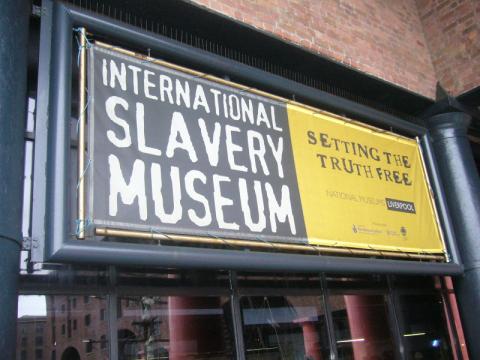 INTERNATIONAL
SLAVERY
MUSEUM
SETTING THE
TRUTH FREE
NATIONAL MUSEUMS LIVERPOOL